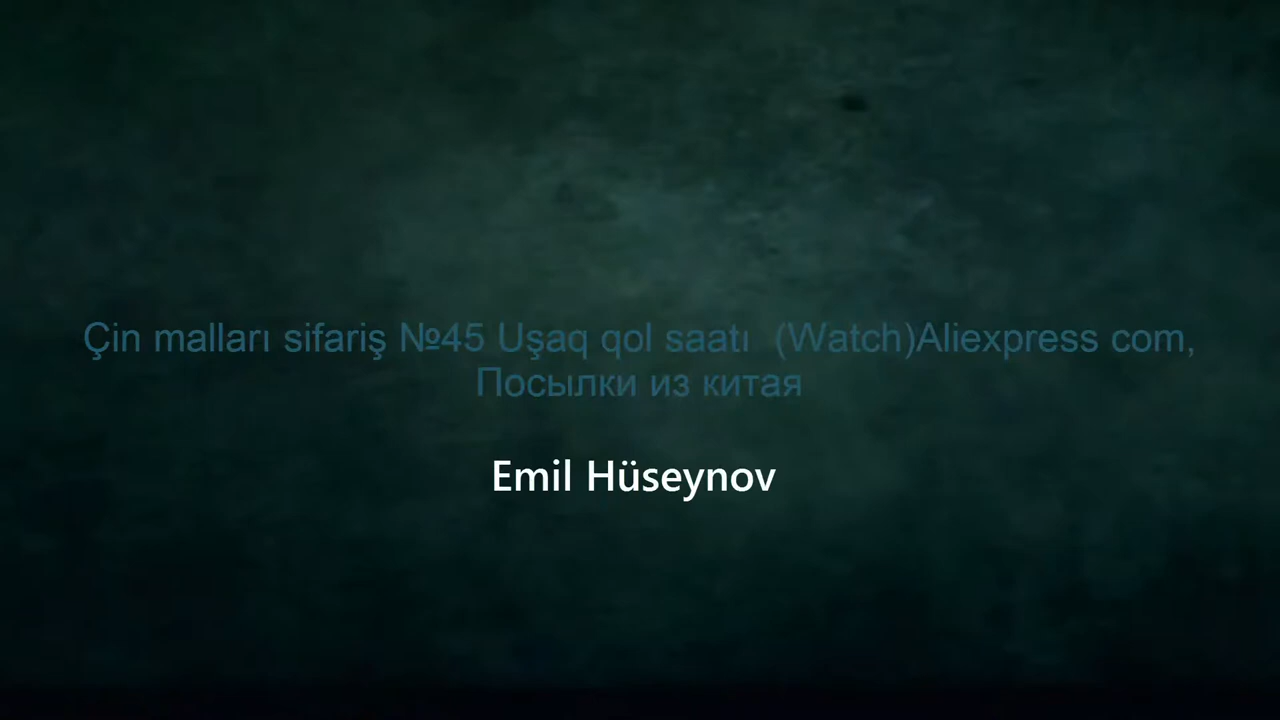 Çin malları sifariş №45 Uşaq qol saatı  (Watch)Aliexpress com,
Посылки из китая
Emil Hüseynov